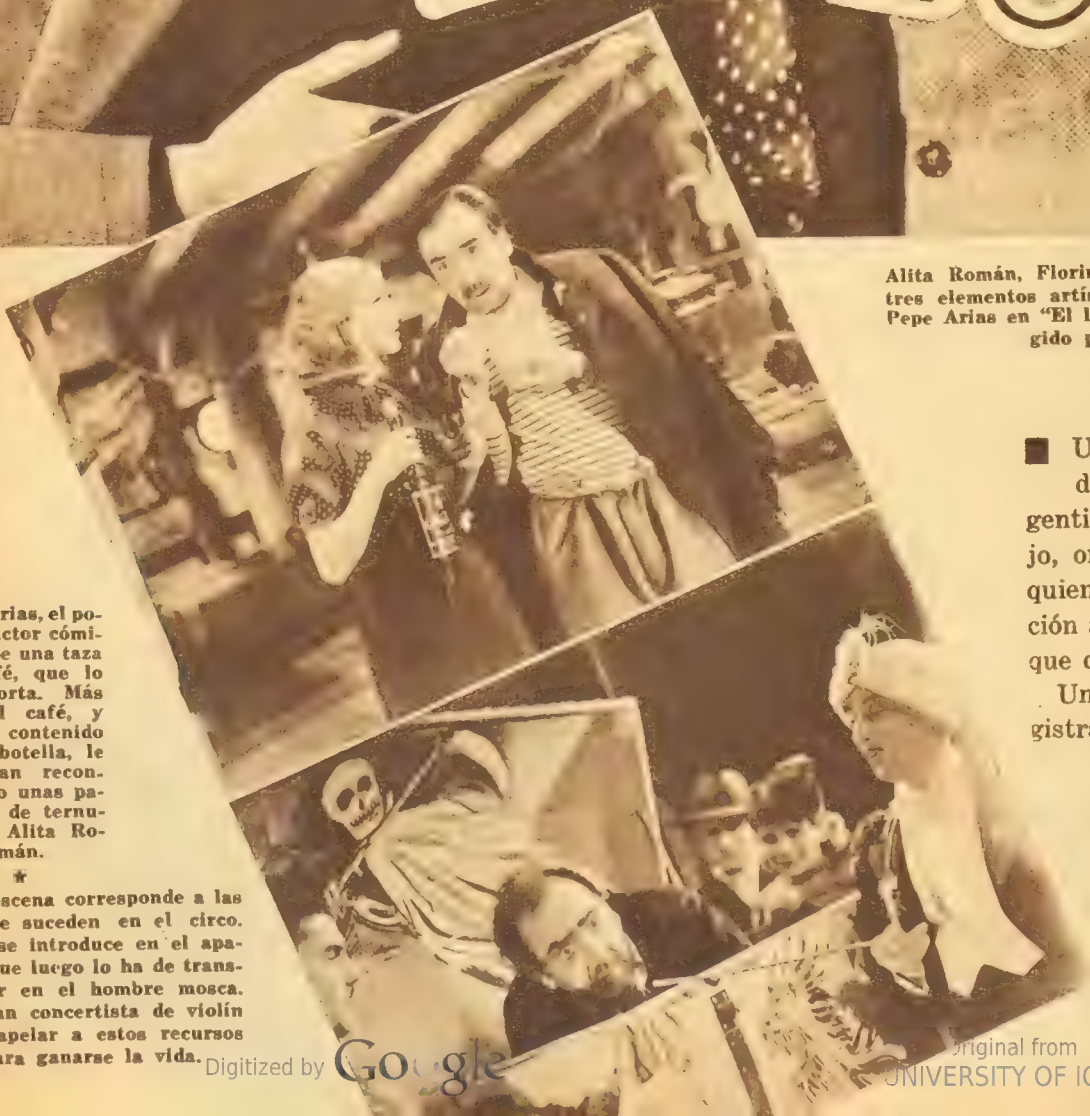 Alita Román, Florin
tres elementos artí
Pepe Arias en "El l
gido p
■ U
d
genti
jo, o
quien
ción a
que c
Un
gistra
rias, el po-
ctor cómi-
e una taza
fé, que lo
orta. Más
l café, y
contenido
botella, le
an recon-
o unas pa-
de ternu-
Alita Ro-
mán.
★
scena corresponde a las
e suceden en el circo.
se introduce en el apa-
ue luego lo ha de trans-
r en el hombre mosca.
an concertista de violín
apelar a estos recursos
ara ganarse la vida.
Digitized by Google
Original from
UNIVERSITY OF IO